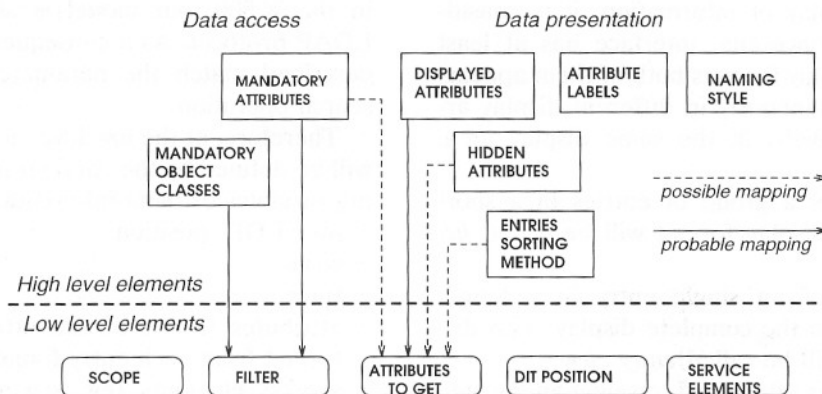 Data access
Data presentation
MANDATORY
ATTRIBUTES
DISPLAYED
ATTRIBUTTES
ATTRIBUTE
LABELS
NAMING
STYLE
MANDATORY
OBJECT
CLASSES
HIDDEN
ATTRIBUTES
possible mapping
ENTRIES
SORTING
METHOD
probable mapping
High level elements
Low level elements
SCOPE
FILTER
ATTRIBUTES
TO GET
DIT POSITION
SERVICE
ELEMENTS